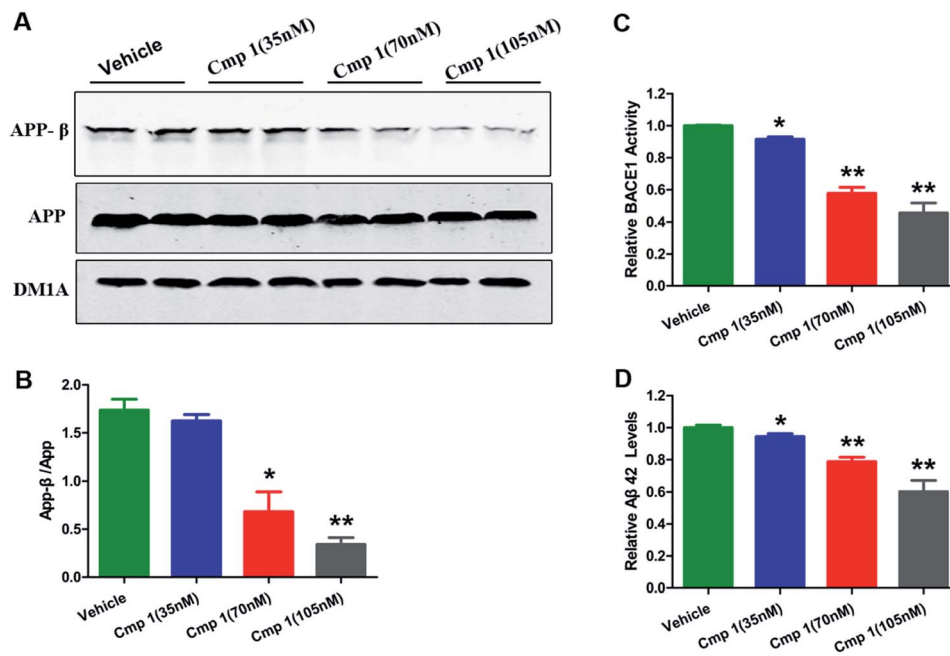 A
Vehicle
Cmp 1(35nM)
Cmp 1(70nM)
Cmp 1(105nM)
APP- β
APP
DM1A
B
App-β /App
2.0
1.5
1.0
0.5
0.0
*
**
Vehicle
Cmp 1(35nM)
Cmp 1(70nM)
Cmp 1(105nM)
C
Relative BACE1 Activity
1.2
1.0
0.8
0.6
0.4
0.2
0.0
*
**
**
Vehicle
Cmp 1(35nM)
Cmp 1(70nM)
Cmp 1(105nM)
D
Relative Aβ 42 Levels
1.2
1.0
0.8
0.6
0.4
0.2
0.0
*
**
**
Vehicle
Cmp 1(35nM)
Cmp 1(70nM)
Cmp 1(105nM)